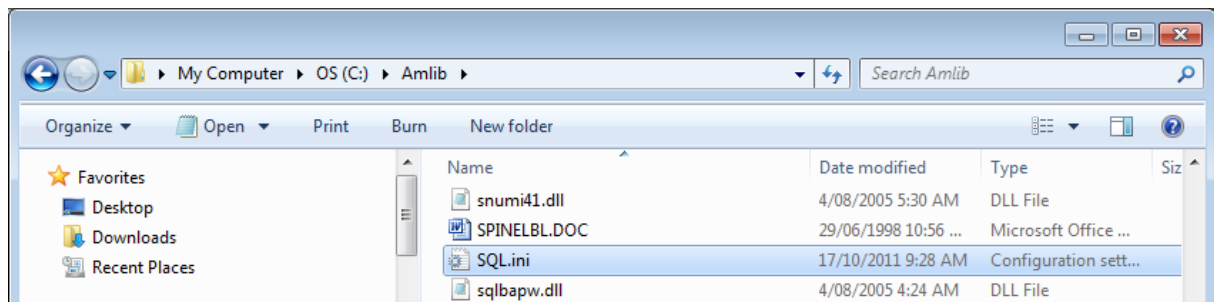 My Computer ▸ OS (C:) ▸ Amlib ▸ Search Amlib
Organize Open Print Burn New folder
Favorites
Desktop
Downloads
Recent Places
Name Date modified Type Siz
snumi41.dll 4/08/2005 5:30 AM DLL File
SPINELBL.DOC 29/06/1998 10:56 ... Microsoft Office ...
SQL.ini 17/10/2011 9:28 AM Configuration sett...
sqlbapw.dll 4/08/2005 4:24 AM DLL File